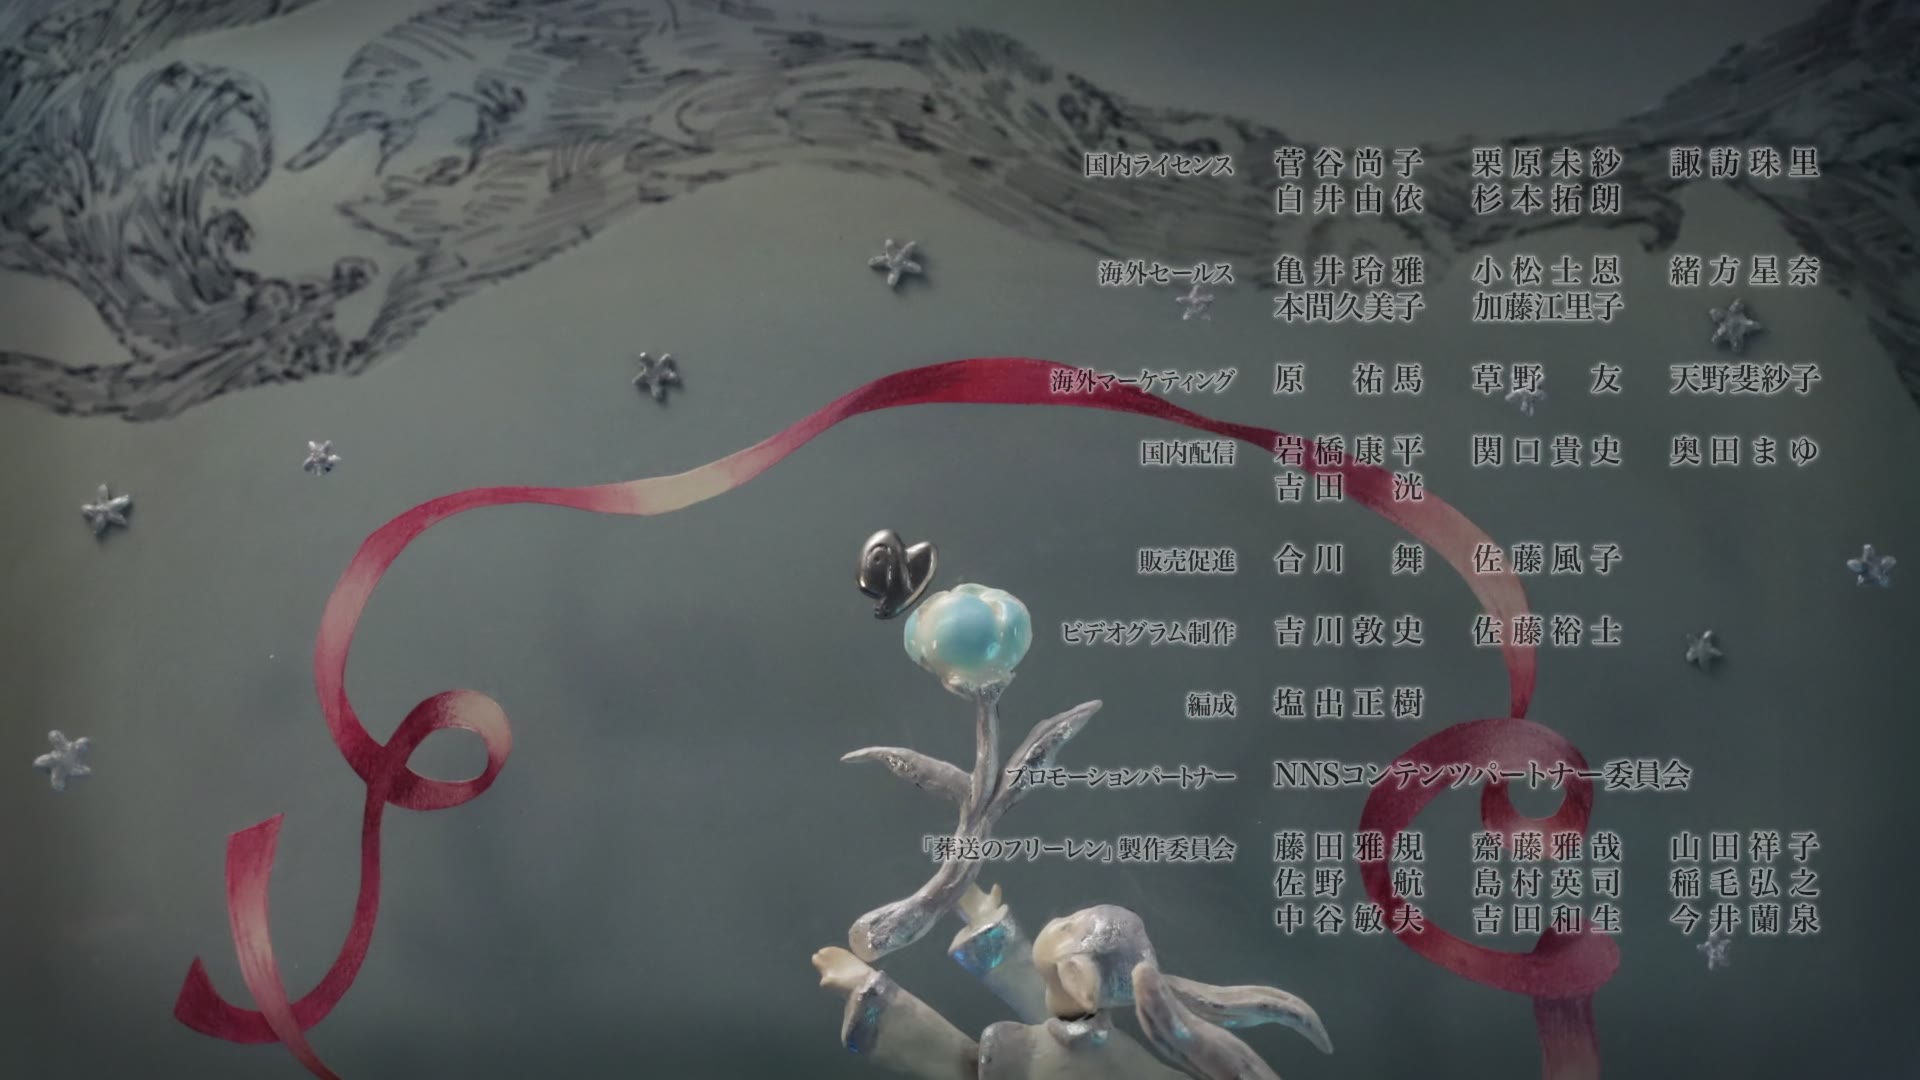 国内ライセンス 菅谷尚子 栗原未紗 諏訪珠里
白井由依 杉本拓朗
海外セールス 亀井玲雅 小松士恩 緒方星奈
本間久美子 加藤江里子
海外マーケティング 原祐馬 草野友 天野斐紗子
国内配信 岩橋康平 関口貴史 奥田まゆ
吉田洸
販売促進 合川舞 佐藤風子
ビデオグラム制作 吉川敦史 佐藤裕士
編成 塩出正樹
プロモーションパートナー NNSコンテンツパートナー委員会
「葬送のフリーレン」製作委員会 藤田雅規 齋藤雅哉 山田祥子
佐野航 島村英司 稲毛弘之
中谷敏夫 吉田和生 今井蘭泉